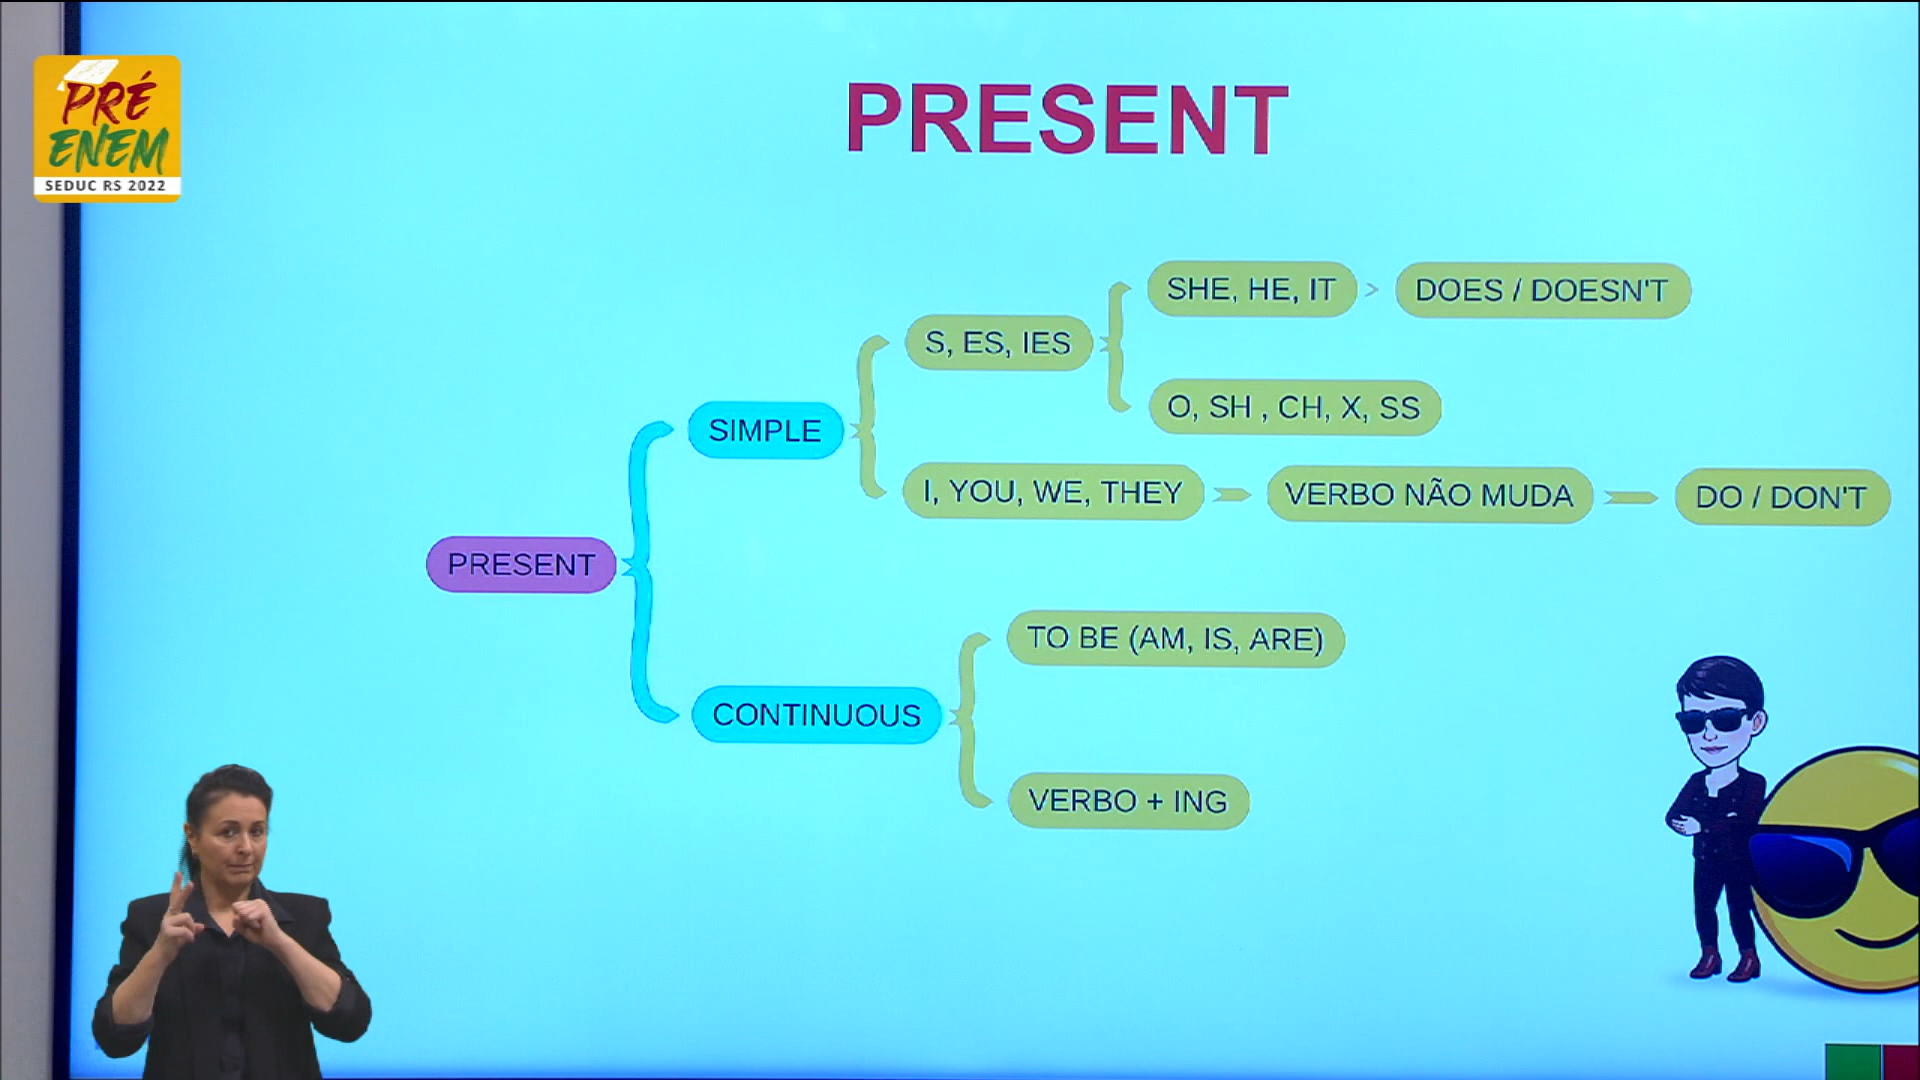 PRÉ
ENEM
SEDUC RS 2022
PRESENT
SHE, HE, IT > DOES / DOESN'T
S, ES, IES
O, SH , CH, X, SS
SIMPLE
I, YOU, WE, THEY
VERBO NÃO MUDA
DO / DON'T
PRESENT
TO BE (AM, IS, ARE)
CONTINUOUS
VERBO + ING